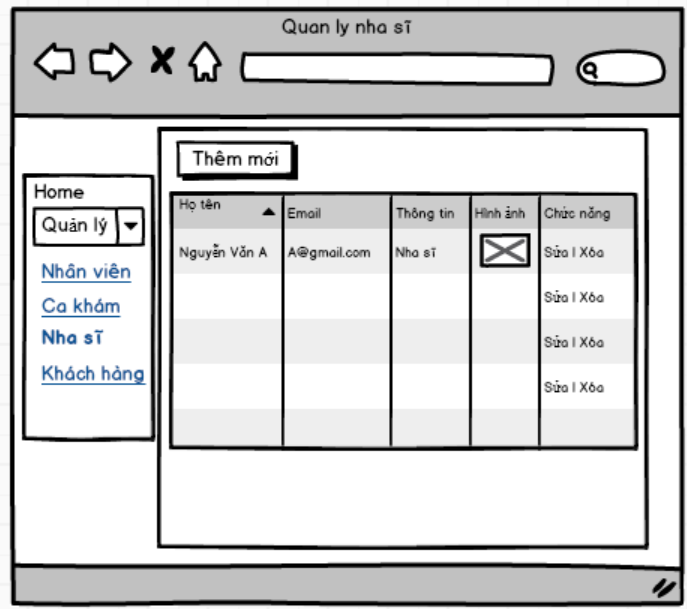 Quan ly nha sĩ
Thêm mới
Home
Quản lý
Nhân viên
Ca khám
Nha sĩ
Khách hàng
Họ tên Email Thông tin Hình ảnh Chức năng
Nguyễn Văn A A@gmail.com Nha sĩ Sửa | Xóa
Sửa | Xóa
Sửa | Xóa
Sửa | Xóa